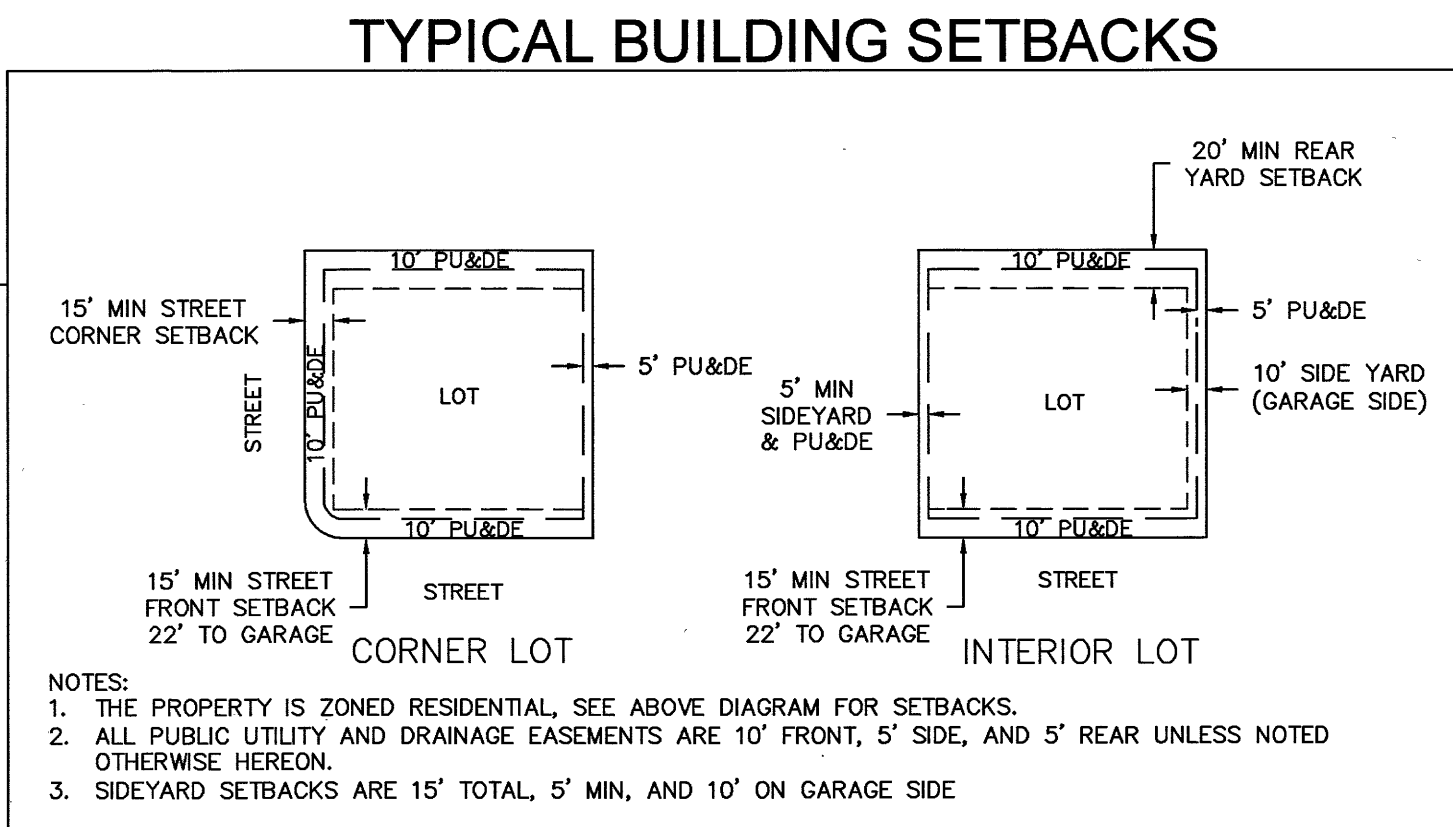 TYPICAL BUILDING SETBACKS
20' MIN REAR
YARD SETBACK
10' PU&DE
10' PU&DE
15' MIN STREET
CORNER SETBACK
5' PU&DE
STREET
10' PU&DE
LOT
5' PU&DE
5' MIN
SIDEYARD
& PU&DE
LOT
10' SIDE YARD
(GARAGE SIDE)
10' PU&DE
10' PU&DE
15' MIN STREET
FRONT SETBACK
22' TO GARAGE
STREET
CORNER LOT
15' MIN STREET
FRONT SETBACK
22' TO GARAGE
STREET
INTERIOR LOT
NOTES:
1. THE PROPERTY IS ZONED RESIDENTIAL, SEE ABOVE DIAGRAM FOR SETBACKS.
2. ALL PUBLIC UTILITY AND DRAINAGE EASEMENTS ARE 10' FRONT, 5' SIDE, AND 5' REAR UNLESS NOTED
OTHERWISE HEREON.
3. SIDEYARD SETBACKS ARE 15' TOTAL, 5' MIN, AND 10' ON GARAGE SIDE